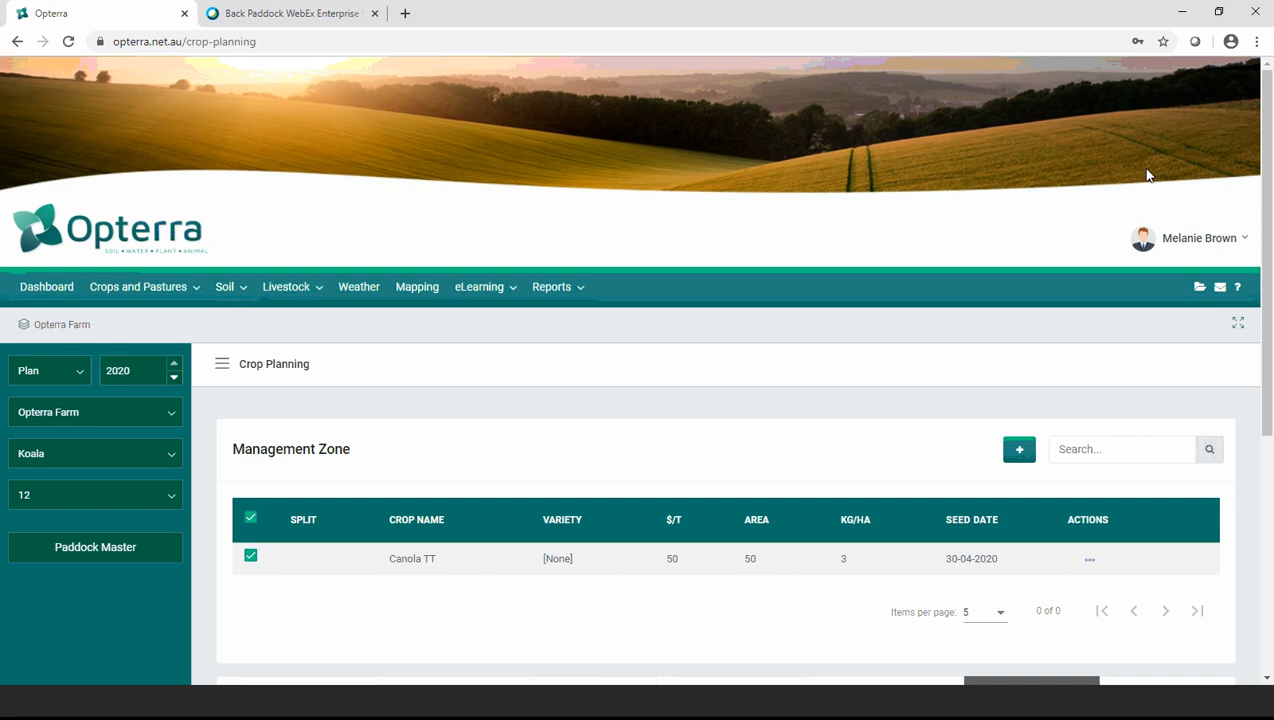 Opterra
Back Paddock WebEx Enterprise
opterra.net.au/crop-planning
Opterra
SOIL • WATER • PLANT • ANIMAL
Melanie Brown
Dashboard Crops and Pastures Soil Livestock Weather Mapping eLearning Reports ?
Opterra Farm
Plan 2020
Crop Planning
Opterra Farm
Koala
12
Paddock Master
Management Zone
+ Search...
SPLIT CROP NAME VARIETY $/T AREA KG/HA SEED DATE ACTIONS
Canola TT [None] 50 50 3 30-04-2020
Items per page: 5 0 of 0